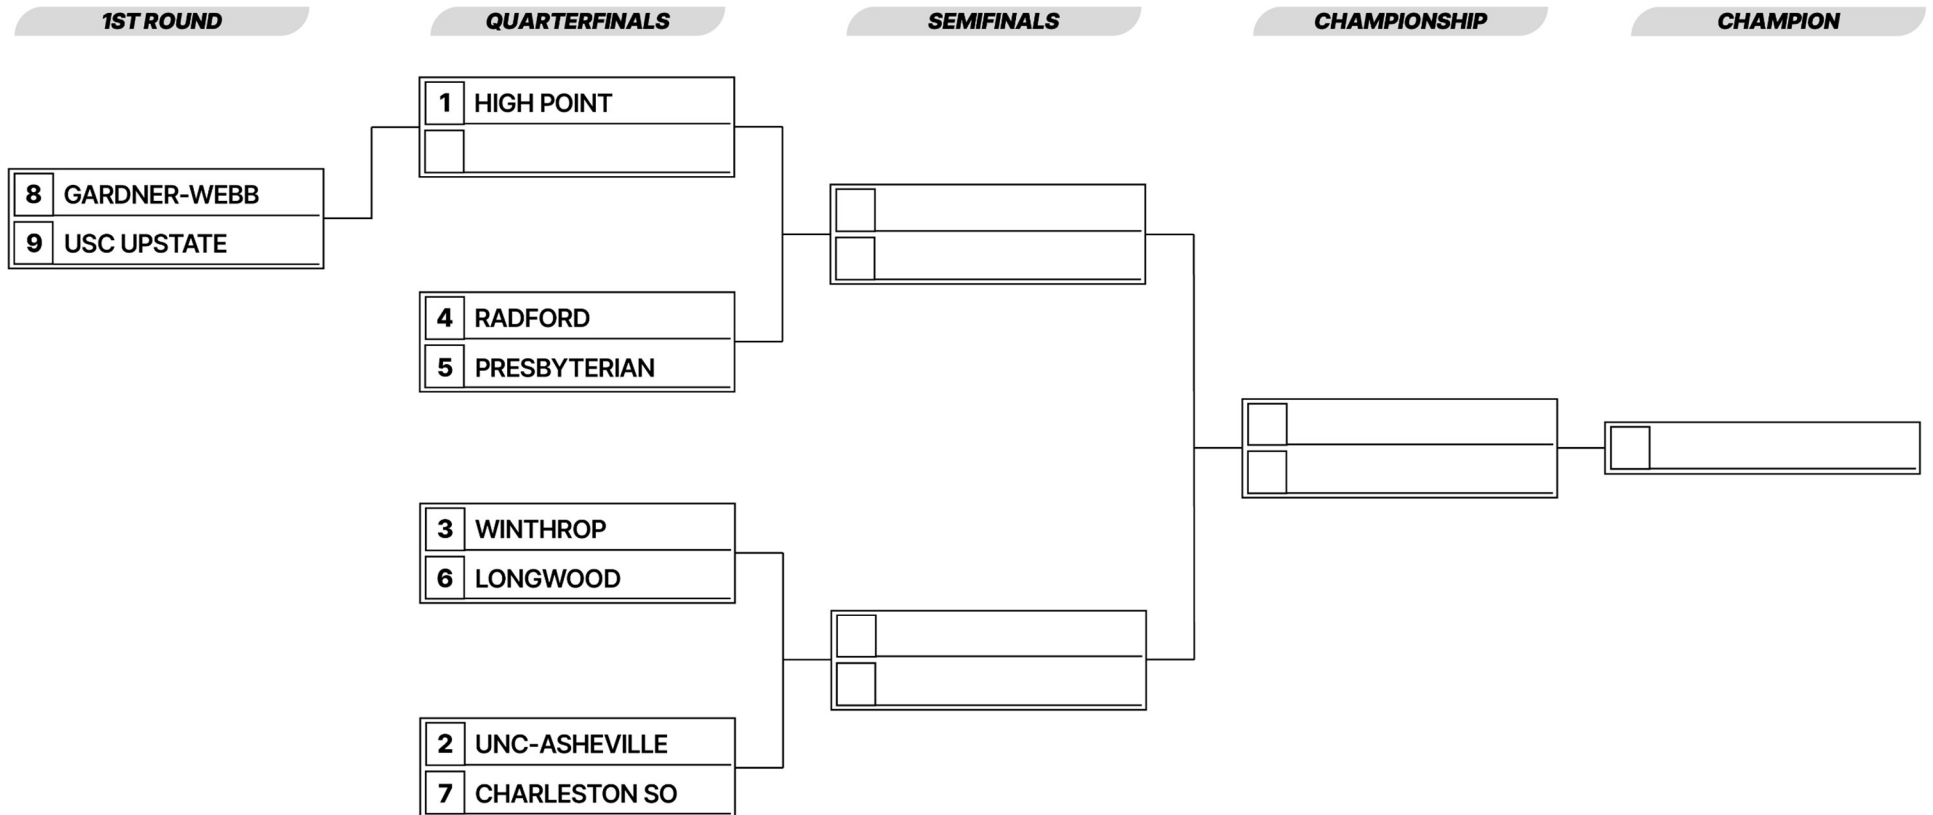 1ST ROUND
QUARTERFINALS
SEMIFINALS
CHAMPIONSHIP
CHAMPION
8 GARDNER-WEBB
9 USC UPSTATE
1 HIGH POINT
4 RADFORD
5 PRESBYTERIAN
3 WINTHROP
6 LONGWOOD
2 UNC-ASHEVILLE
7 CHARLESTON SO